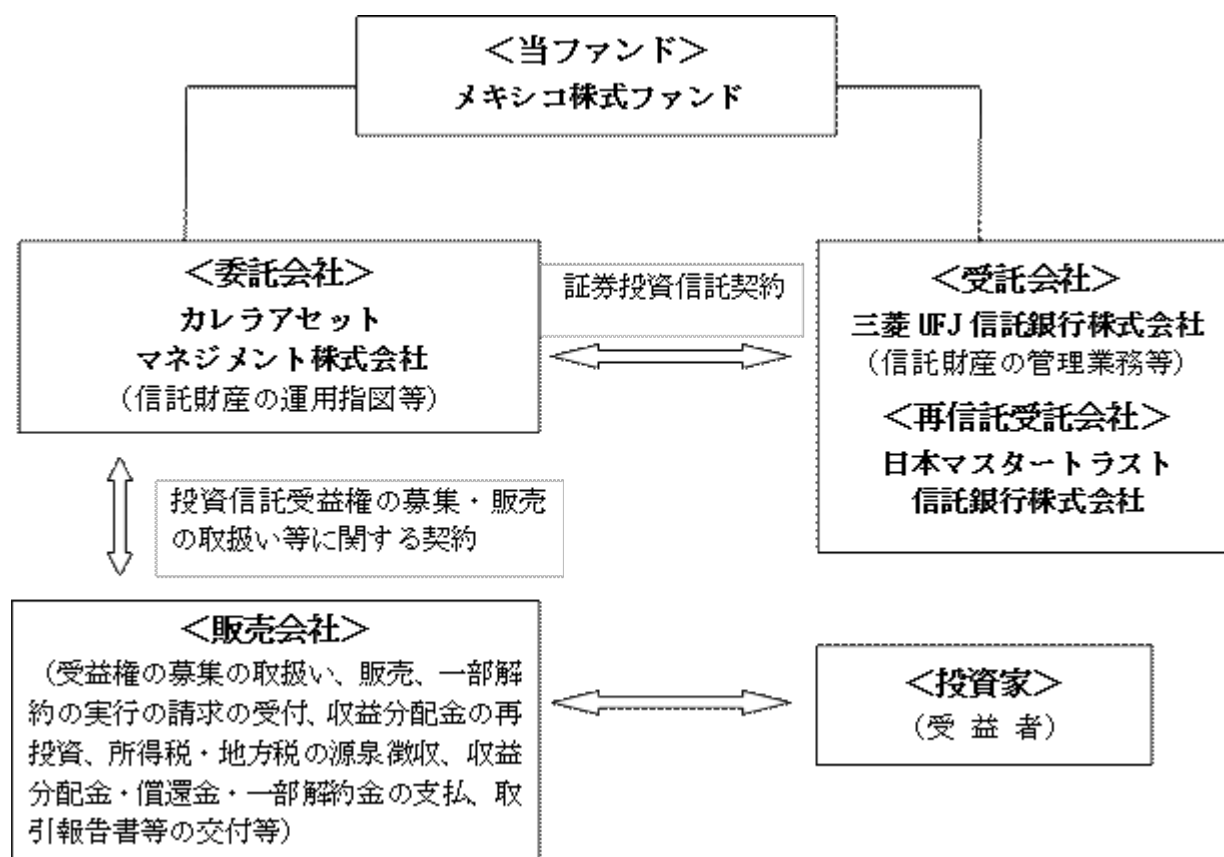 ＜当ファンド＞
メキシコ株式ファンド
＜委託会社＞
カレラアセット
マネジメント株式会社
（信託財産の運用指図等）
証券投資信託契約
＜受託会社＞
三菱 UFJ 信託銀行株式会社
（信託財産の管理業務等）
＜再信託受託会社＞
日本マスタートラスト
信託銀行株式会社
投資信託受益権の募集・販売
の取扱い等に関する契約
＜販売会社＞
（受益権の募集の取扱い、販売、一部解
約の実行の請求の受付、収益分配金の再
投資、所得税・地方税の源泉徴収、収益
分配金・償還金・一部解約金の支払、取
引報告書等の交付等）
＜投資家＞
（受 益 者）